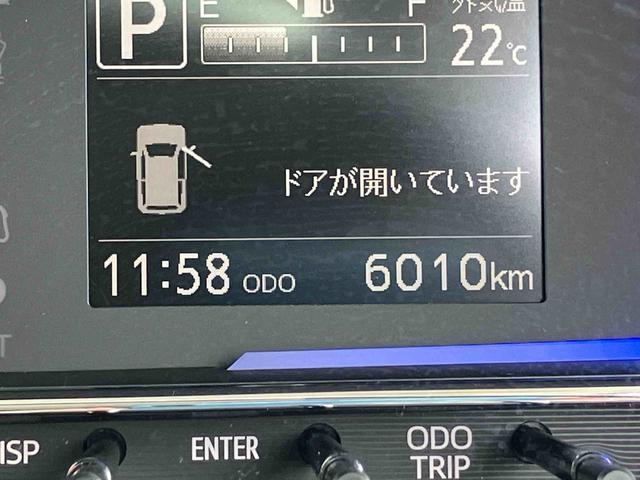 P
E F 外気温
22℃
ドアが開いています
11:58 ODO 6010km
ISP ENTER ODO
TRIP